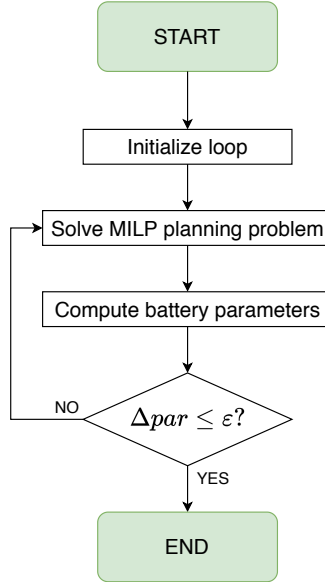 START
Initialize loop
Solve MILP planning problem
Compute battery parameters
Δpar ≤ ε?
NO
YES
END